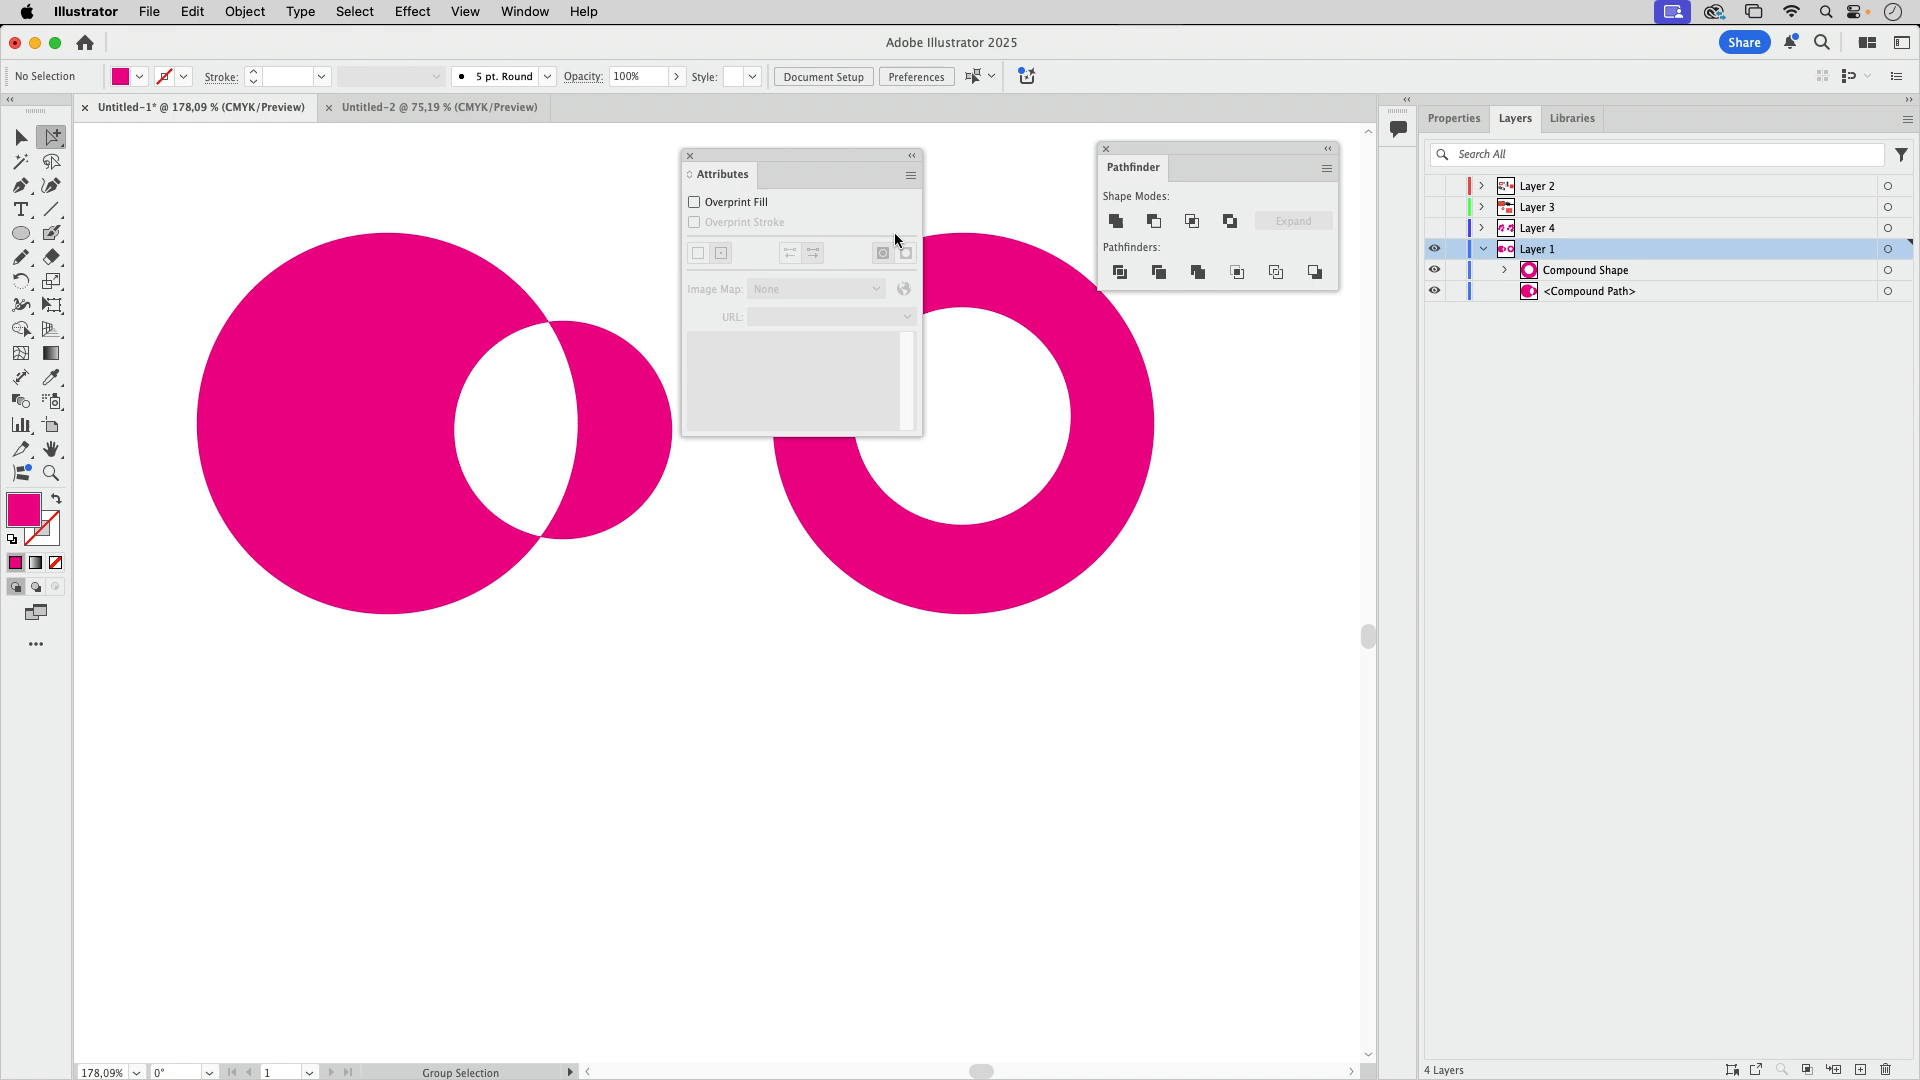 Illustrator File Edit Object Type Select Effect View Window Help
Adobe Illustrator 2025
Share
No Selection
Stroke:
5 pt. Round
Opacity: 100%
Style:
Document Setup
Preferences
Untitled-1* @ 178,09 % (CMYK/Preview)
Untitled-2 @ 75,19 % (CMYK/Preview)
Attributes
Overprint Fill
Overprint Stroke
Image Map: None
URL:
Pathfinder
Shape Modes:
Expand
Pathfinders:
Properties Layers Libraries
Search All
Layer 2
Layer 3
Layer 4
Layer 1
Compound Shape
<Compound Path>
178,09%
0°
1
Group Selection
4 Layers